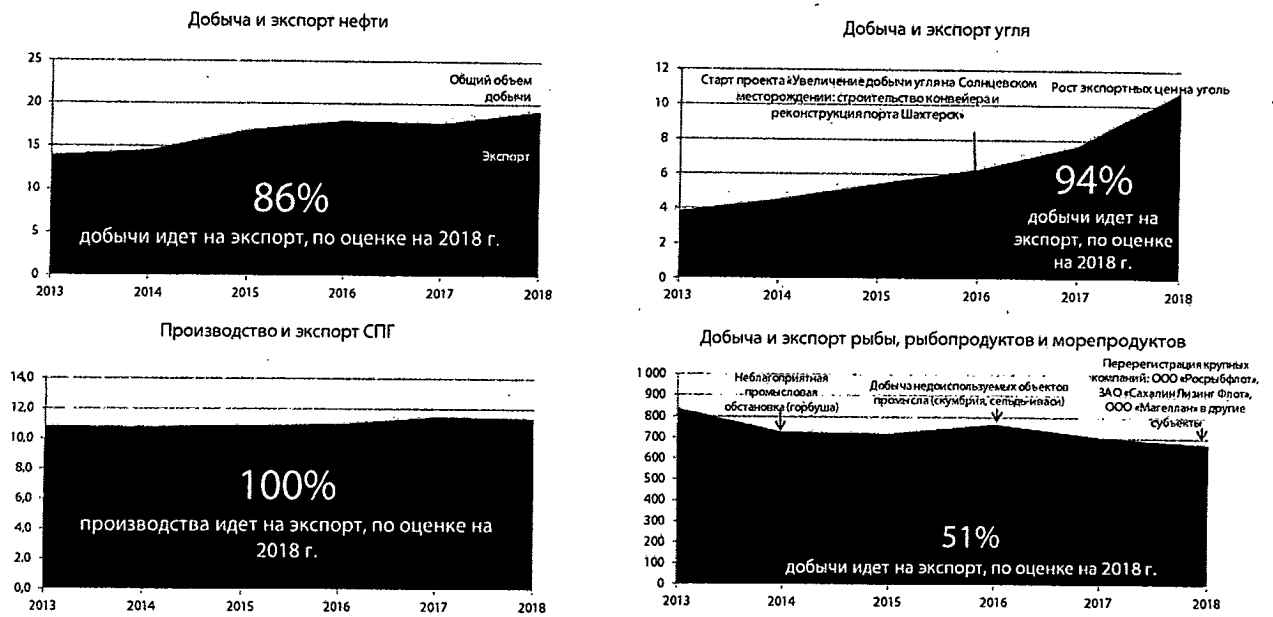 Добыча и экспорт нефти
25
20
15
10
5
0
Общий объем
добычи
Экспорт
86%
добычи идет на экспорт, по оценке на 2018 г.
2013 2014 2015 2016 2017 2018
Добыча и экспорт угля
12
10
8
6
4
2
0
Старт проекта «Увеличение добычи угля на Солнцевском
месторождении: строительство конвейера и
реконструкция порта Шахтерск»
Рост экспортных цен на уголь
94%
добычи идет на
экспорт, по оценке
на 2018 г.
2013 2014 2015 2016 2017 2018
Производство и экспорт СПГ
14,0
12,0
10,0
8,0
6,0
4,0
2,0
0,0
100%
производства идет на экспорт, по оценке на
2018 г.
2013 2014 2015 2016 2017 2018
Добыча и экспорт рыбы, рыбопродуктов и морепродуктов
1 000
900
800
700
600
500
400
300
200
100
0
Неблагоприятная
промысловая
обстановка (горбуша)
Добыча недоиспользуемых объектов
промысла (скумбрия, сельдь-иваси)
Перерегистрация крупных
компаний: ООО «Росрыбфлот»,
ЗАО «Сахалин Лизинг Флот»,
ООО «Магеллан» в другие
субъекты
51%
добычи идет на экспорт, по оценке на 2018 г.
2013 2014 2015 2016 2017 2018